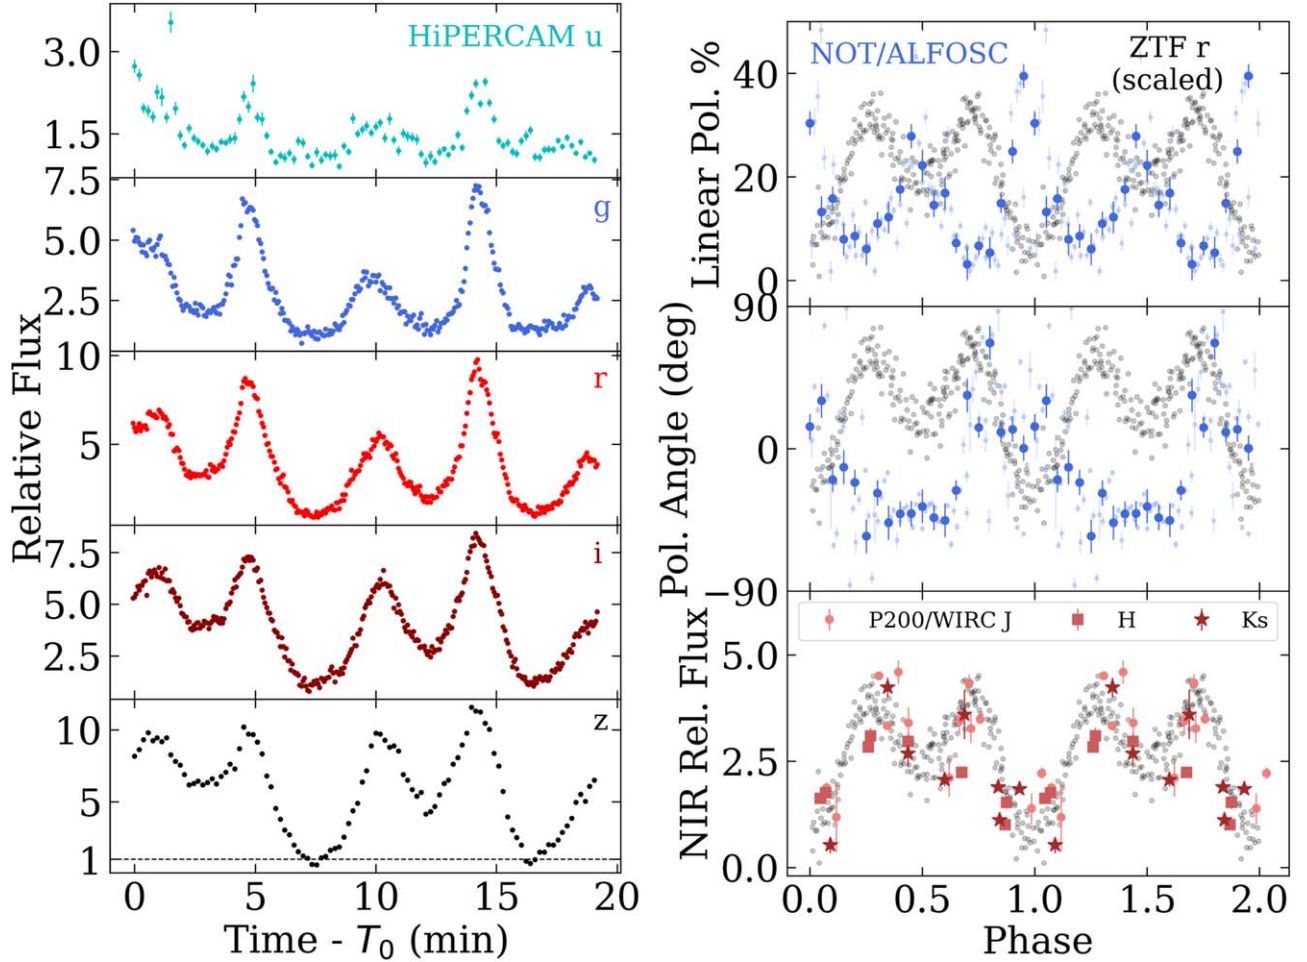 Relative Flux
HiPERCAM u
3.0
1.5
7.5
g
5.0
2.5
10
r
5
7.5
i
5.0
2.5
10
z
5
1
0
5
10
15
20
Time - T₀ (min)
Linear Pol. %
NOT/ALFOSC
ZTF r
(scaled)
40
20
0
Pol. Angle (deg)
90
0
−90
NIR Rel. Flux
P200/WIRC J
H
Ks
5.0
2.5
0.0
0.0
0.5
1.0
1.5
2.0
Phase